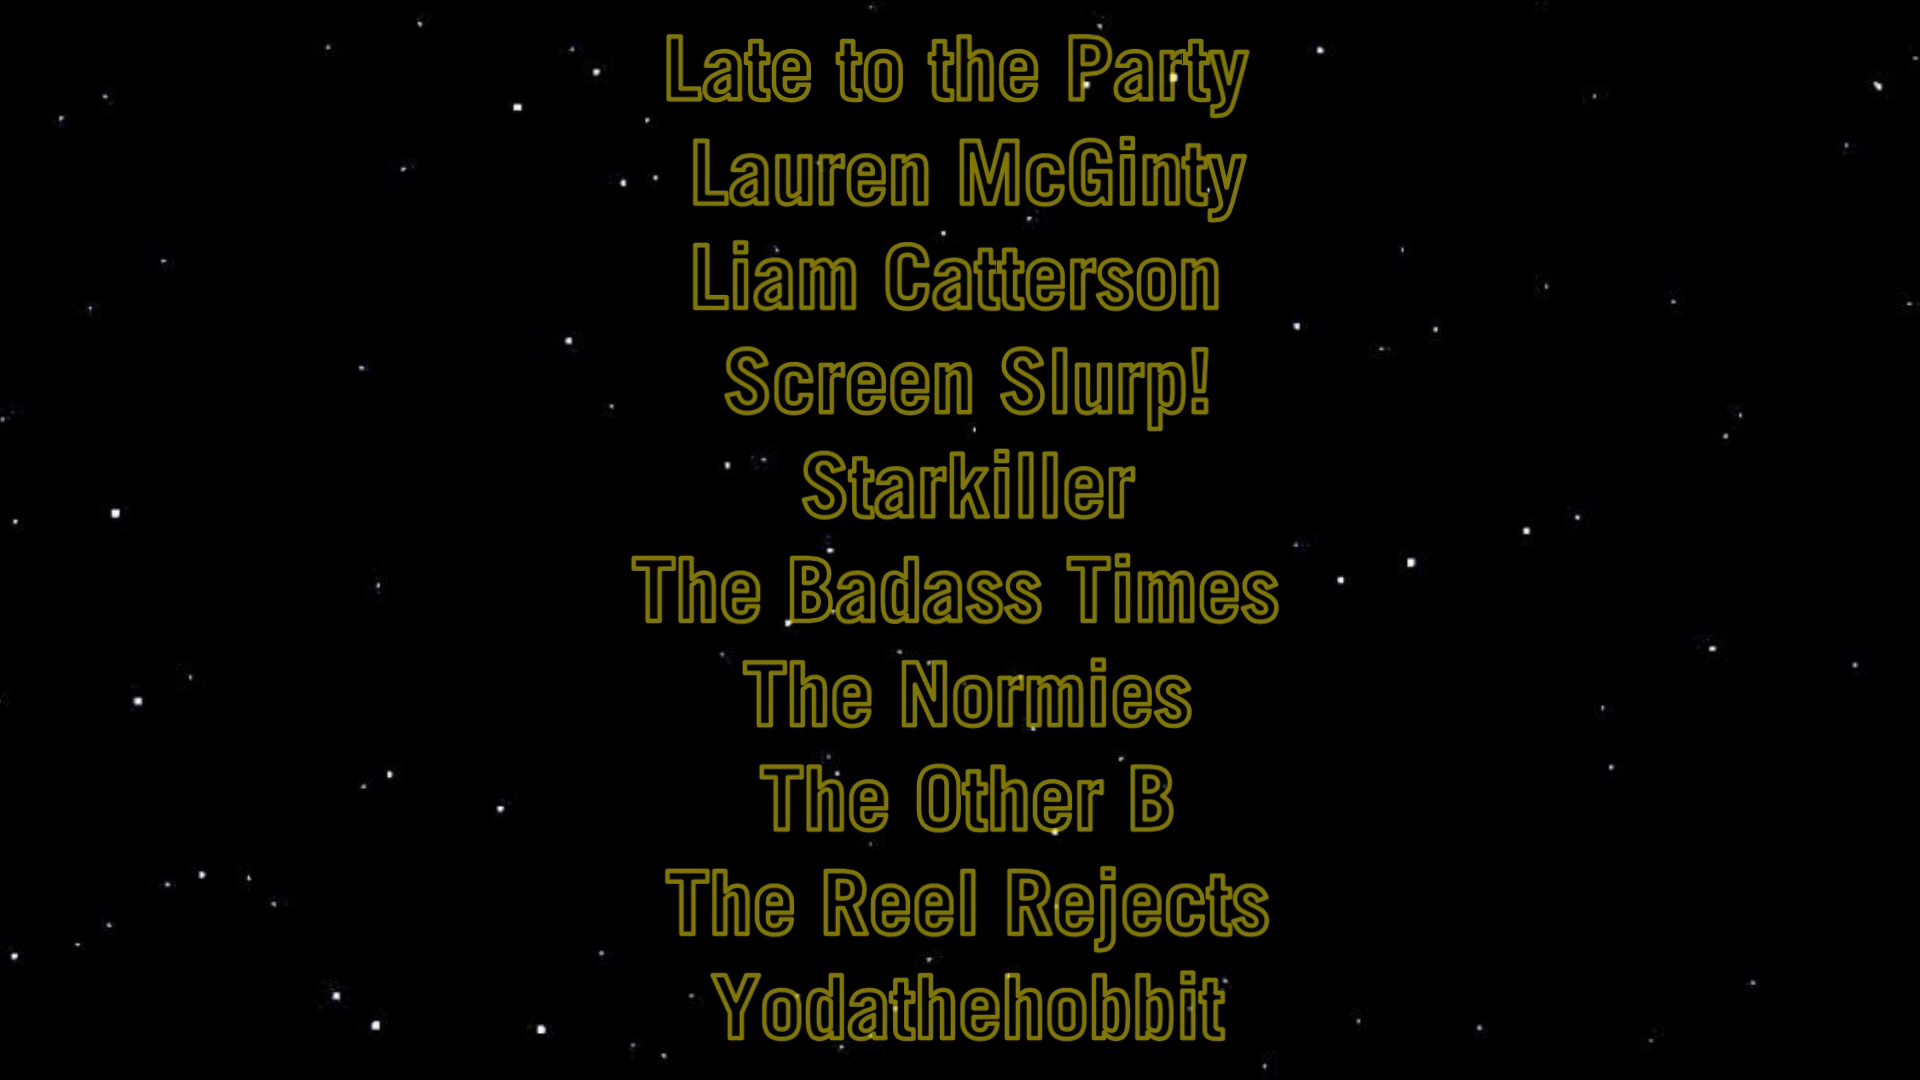 Late to the Party
Lauren McGinty
Liam Catterson
Screen Slurp!
Starkiller
The Badass Times
The Normies
The Other B
The Reel Rejects
Yodathehobbit